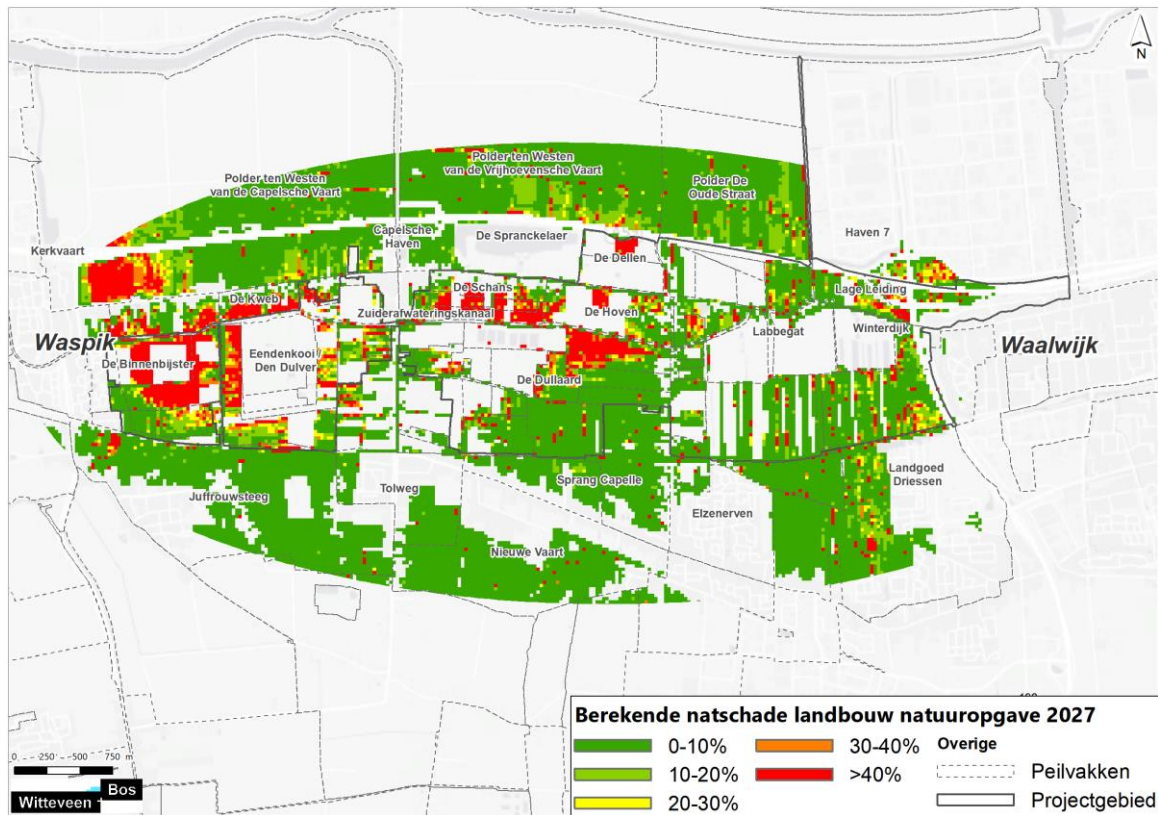 N
Polder ten Westen
van de Vrijhoevensche Vaart
Polder ten Westen
van de Capelsche Vaart
Polder De
Oude Straat
Kerkvaart
Capelsche
Haven
De Spranckelaer
Haven 7
De Dellen
De Kweb
De Schans
Lage Leiding
Zuiderafwateringskanaal
De Hoven
Labbegat
Winterdijk
Waspik
Waalwijk
De Binnenbijster
Eendenkooi /
Den Dulver
De Dullaard
Juffrouwsteeg
Tolweg
Sprang Capelle
Elzenerven
Landgoed
Driessen
Nieuwe Vaart
Berekende natschade landbouw natuuropgave 2027
0-10%
10-20%
20-30%
30-40%
>40%
Overige
Peilvakken
Projectgebied
0 250 500 750 m
Witteveen Bos